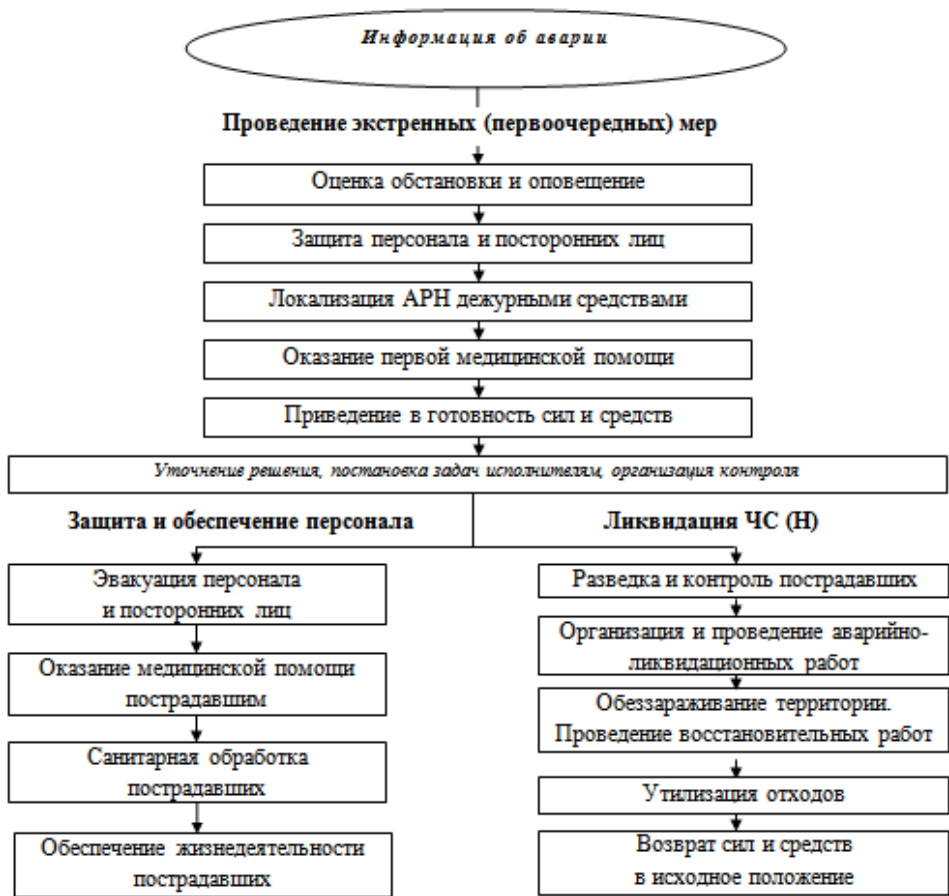 Информация об аварии
Проведение экстренных (первоочередных) мер
Оценка обстановки и оповещение
Защита персонала и посторонних лиц
Локализация АРН дежурными средствами
Оказание первой медицинской помощи
Приведение в готовность сил и средств
Уточнение решения, постановка задач исполнителям, организация контроля
Защита и обеспечение персонала
Эвакуация персонала
и посторонних лиц
Оказание медицинской помощи
пострадавшим
Санитарная обработка
пострадавших
Обеспечение жизнедеятельности
пострадавших
Ликвидация ЧС (Н)
Разведка и контроль пострадавших
Организация и проведение аварийно-
ликвидационных работ
Обеззараживание территории.
Проведение восстановительных работ
Утилизация отходов
Возврат сил и средств
в исходное положение